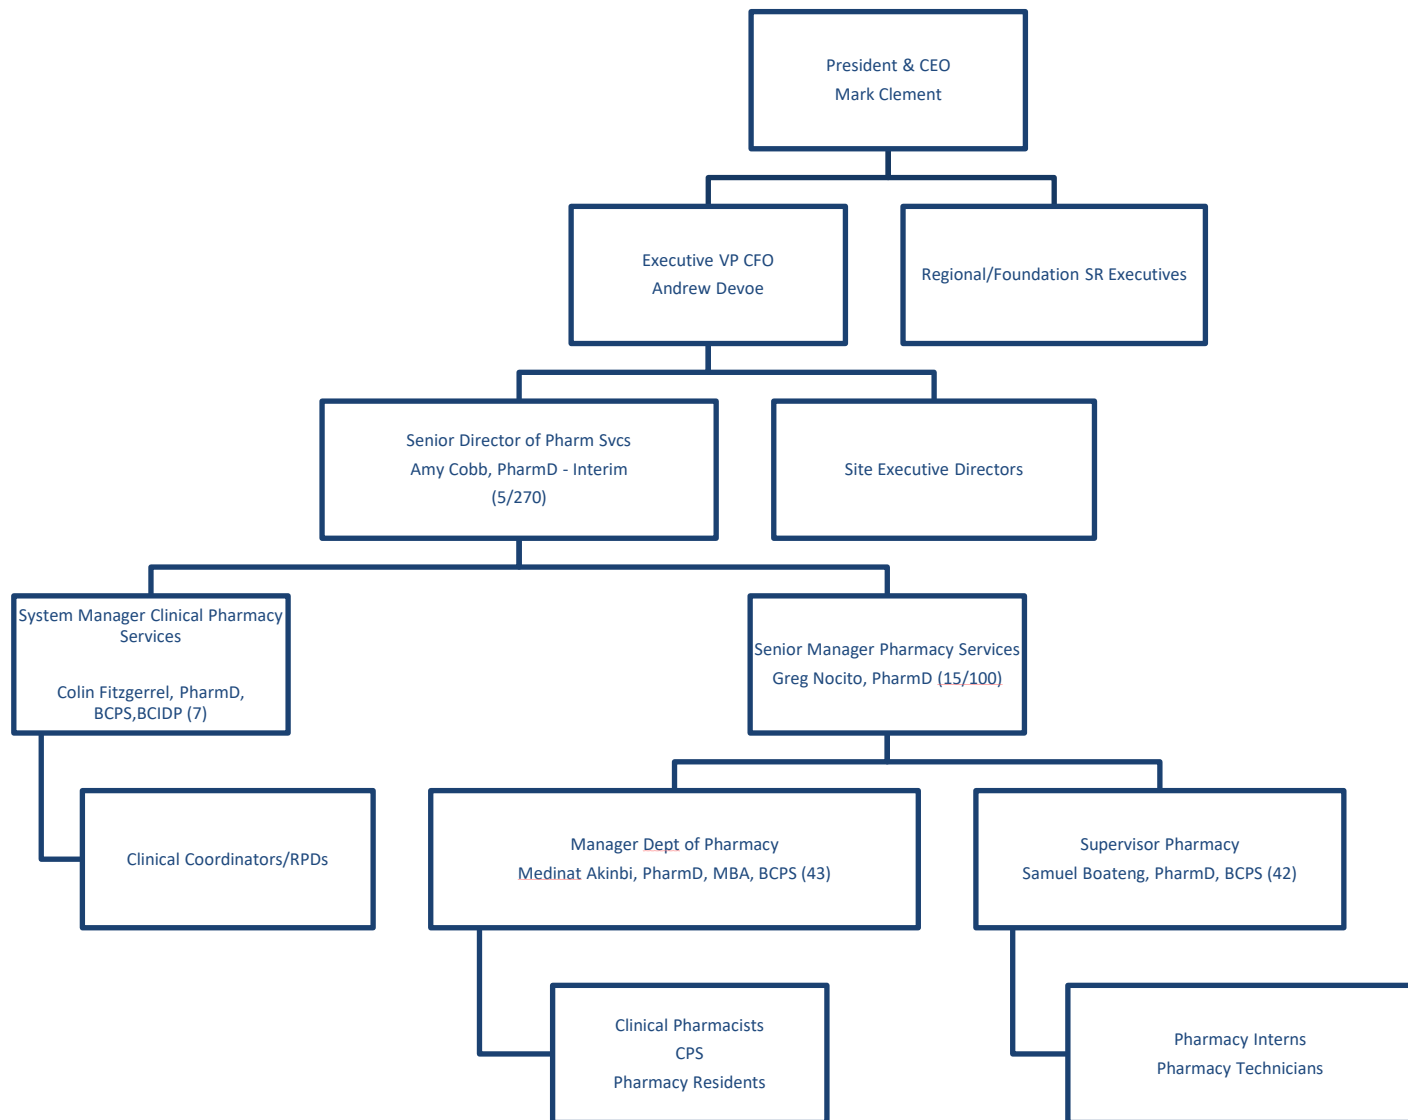 President & CEO
Mark Clement
Executive VP CFO
Andrew Devoe
Regional/Foundation SR Executives
Senior Director of Pharm Svcs
Amy Cobb, PharmD - Interim
(5/270)
Site Executive Directors
System Manager Clinical Pharmacy
Services
Colin Fitzgerrel, PharmD,
BCPS,BCIDP (7)
Senior Manager Pharmacy Services
Greg Nocito, PharmD (15/100)
Clinical Coordinators/RPDs
Manager Dept of Pharmacy
Medinat Akinbi, PharmD, MBA, BCPS (43)
Supervisor Pharmacy
Samuel Boateng, PharmD, BCPS (42)
Clinical Pharmacists
CPS
Pharmacy Residents
Pharmacy Interns
Pharmacy Technicians